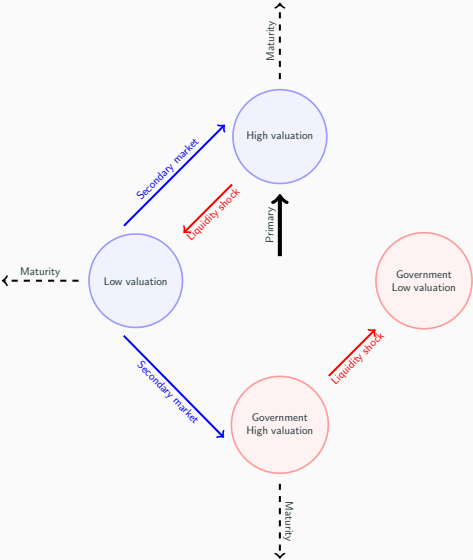 Maturity
High valuation
Secondary market
Liquidity shock
Primary
Maturity
Low valuation
Government
Low valuation
Secondary market
Liquidity shock
Government
High valuation
Maturity